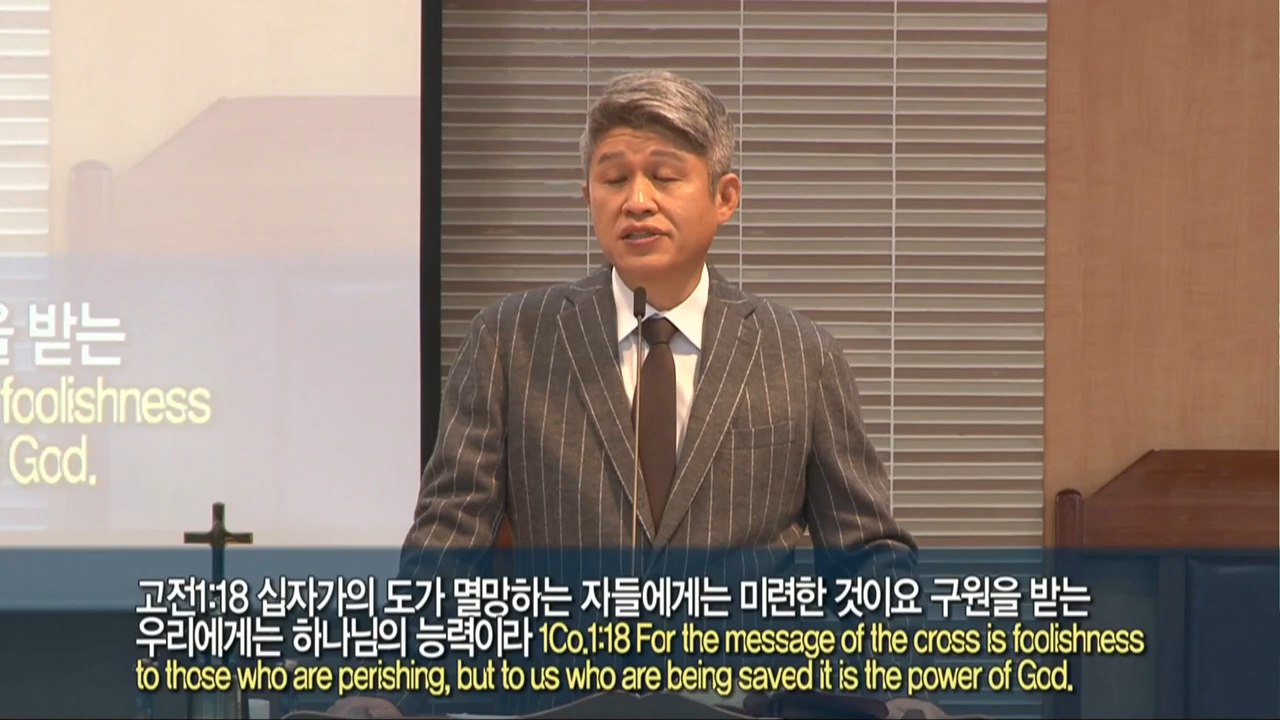 을 받는
foolishness
God.
고전1:18 십자가의 도가 멸망하는 자들에게는 미련한 것이요 구원을 받는
우리에게는 하나님의 능력이라 1Co.1:18 For the message of the cross is foolishness
to those who are perishing, but to us who are being saved it is the power of God.